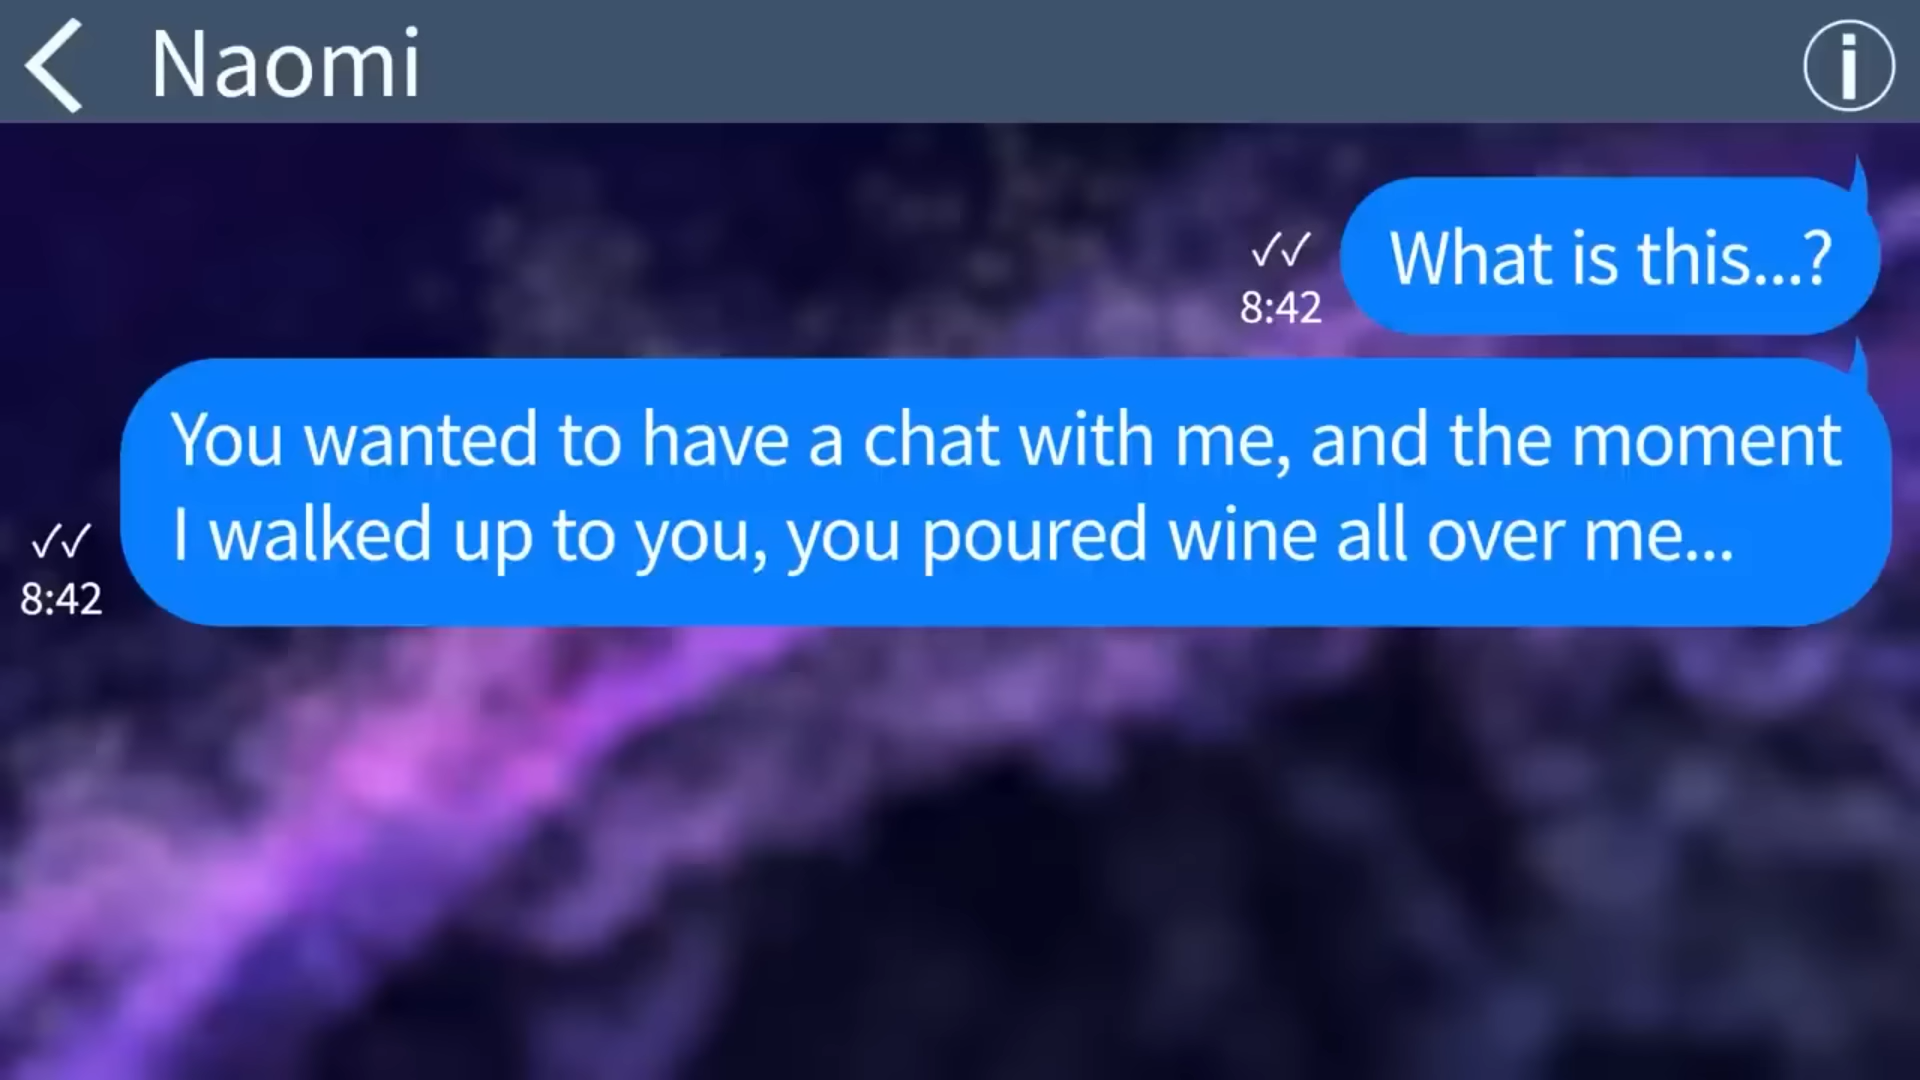 Naomi
What is this...?
✓✓
8:42
You wanted to have a chat with me, and the moment
I walked up to you, you poured wine all over me...
✓✓
8:42